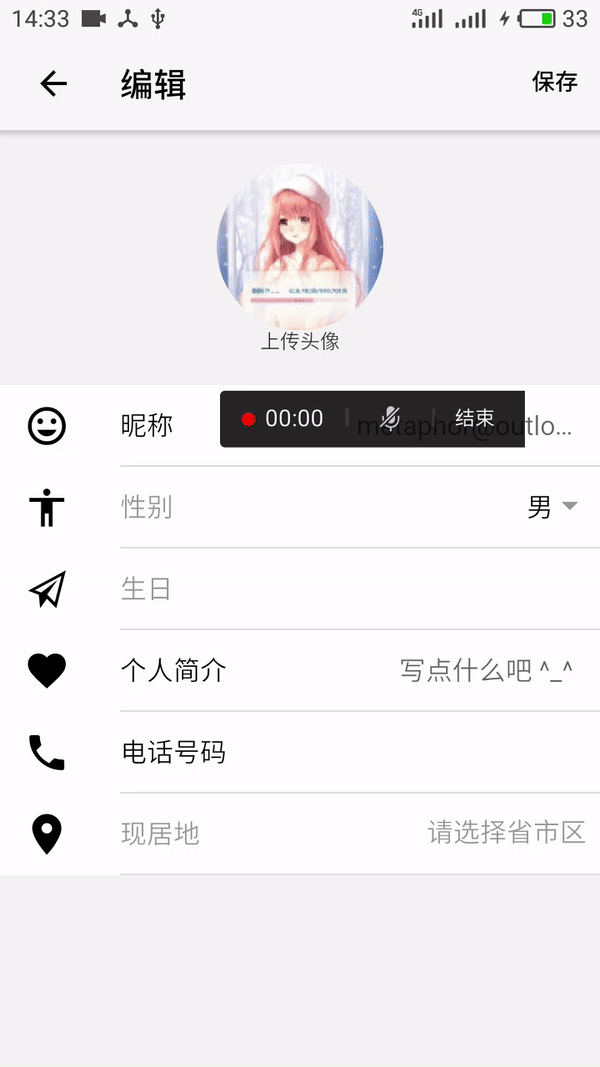 14:33 4G 33
编辑 保存
上传头像
昵称 metaphor@outlo...
00:00 结束
性别 男
生日
个人简介 写点什么吧 ^_^
电话号码
现居地 请选择省市区